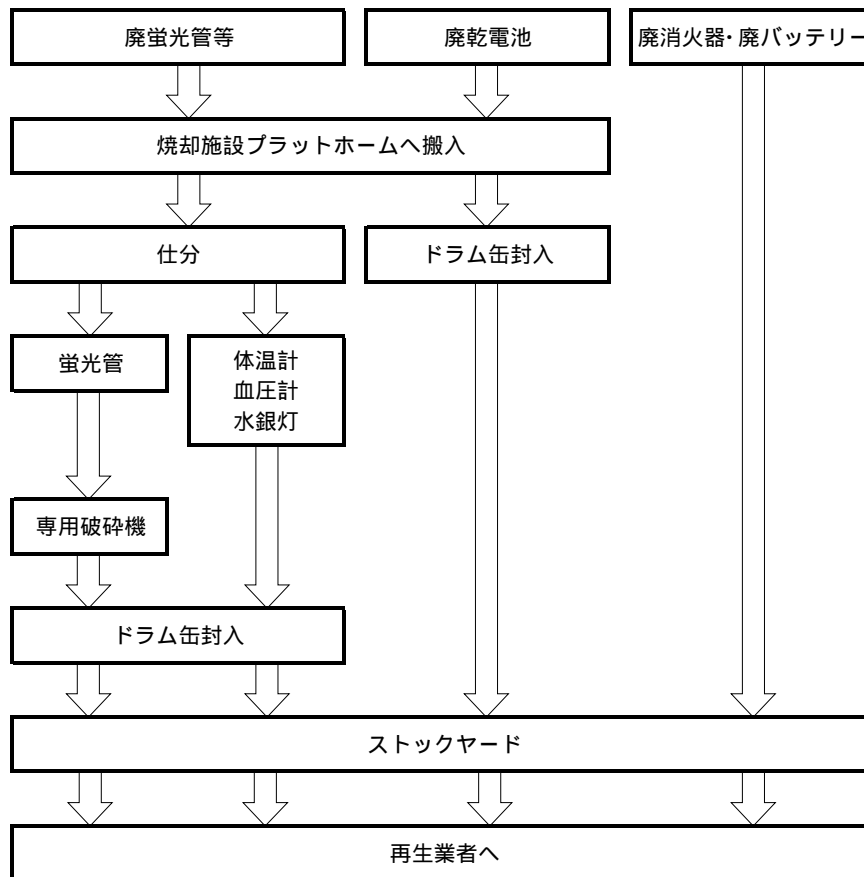 廃蛍光管等
廃乾電池
廃消火器・廃バッテリー
焼却施設プラットホームへ搬入
仕分
ドラム缶封入
蛍光管
体温計
血圧計
水銀灯
専用破砕機
ドラム缶封入
ストックヤード
再生業者へ